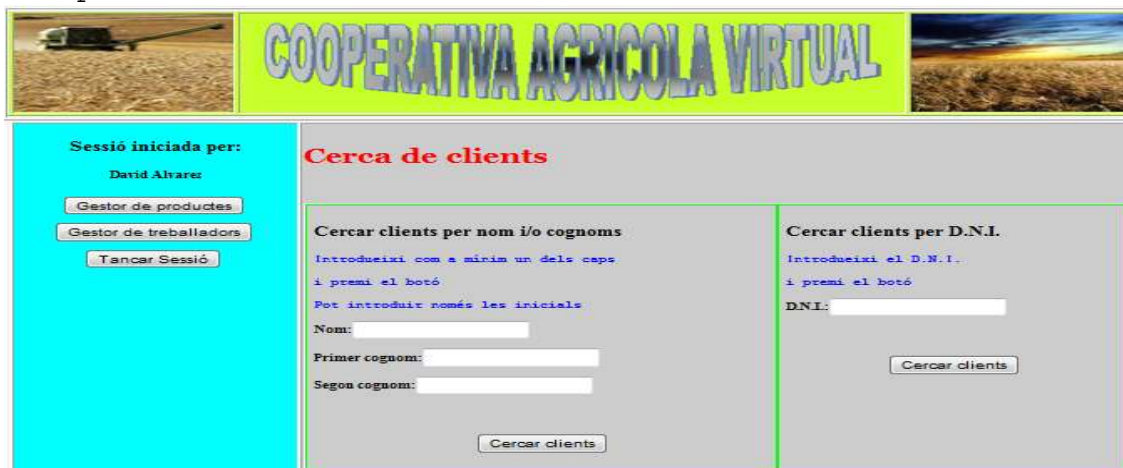 COOPERATIVA AGRICOLA VIRTUAL
Sessió iniciada per:
David Alvarez
Gestor de productes
Gestor de treballadors
Tancar Sessió
Cerca de clients
Cercar clients per nom i/o cognoms
Introdueixi com a mínim un dels caps
i premi el botó
Pot introduir només les inicials
Nom:
Primer cognom:
Segon cognom:
Cercar clients
Cercar clients per D.N.I.
Introdueixi el D.N.I.
i premi el botó
D.N.I.:
Cercar clients